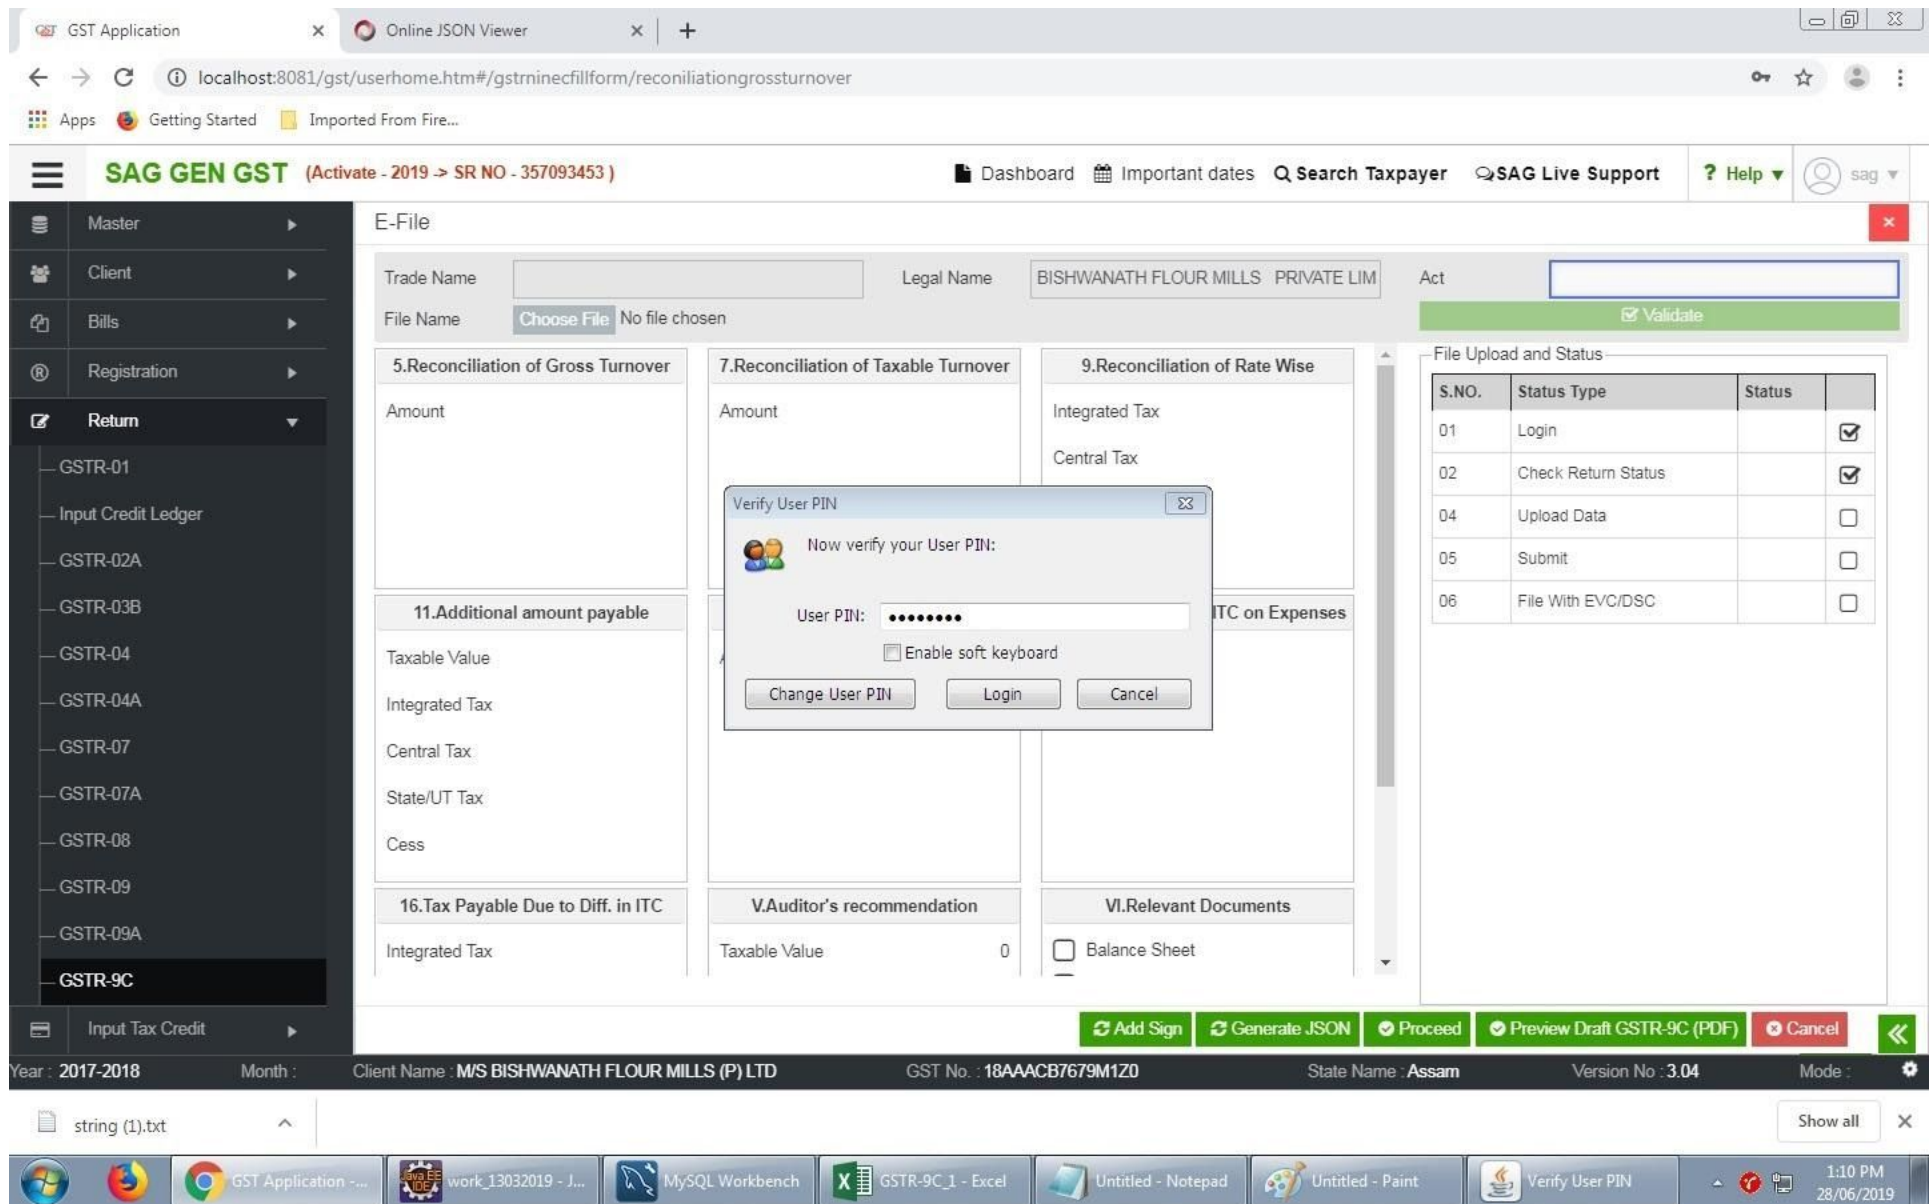 GST Application
Online JSON Viewer
localhost:8081/gst/userhome.htm#/gstrninecfillform/reconiliationgrossturnover
Apps Getting Started Imported From Fire...
SAG GEN GST (Activate - 2019 -> SR NO - 357093453 )
Dashboard Important dates Search Taxpayer SAG Live Support ? Help sag
Master
Client
Bills
Registration
Return
GSTR-01
Input Credit Ledger
GSTR-02A
GSTR-03B
GSTR-04
GSTR-04A
GSTR-07
GSTR-07A
GSTR-08
GSTR-09
GSTR-09A
GSTR-9C
Input Tax Credit
E-File
Trade Name Legal Name BISHWANATH FLOUR MILLS PRIVATE LIM Act
File Name Choose File No file chosen Validate
5.Reconciliation of Gross Turnover
Amount
7.Reconciliation of Taxable Turnover
Amount
9.Reconciliation of Rate Wise
Integrated Tax
Central Tax
Verify User PIN
Now verify your User PIN:
User PIN: ••••••••
Enable soft keyboard
Change User PIN Login Cancel
11.Additional amount payable
Taxable Value
Integrated Tax
Central Tax
State/UT Tax
Cess
ITC on Expenses
16.Tax Payable Due to Diff. in ITC
Integrated Tax
V.Auditor's recommendation
Taxable Value 0
VI.Relevant Documents
Balance Sheet
File Upload and Status
S.NO. Status Type Status
01 Login
02 Check Return Status
04 Upload Data
05 Submit
06 File With EVC/DSC
Add Sign Generate JSON Proceed Preview Draft GSTR-9C (PDF) Cancel
Year : 2017-2018 Month : Client Name : M/S BISHWANATH FLOUR MILLS (P) LTD GST No. : 18AAACB7679M1Z0 State Name : Assam Version No : 3.04 Mode :
string (1).txt Show all
GST Application -... work_13032019 - J... MySQL Workbench GSTR-9C_1 - Excel Untitled - Notepad Untitled - Paint Verify User PIN 1:10 PM
28/06/2019